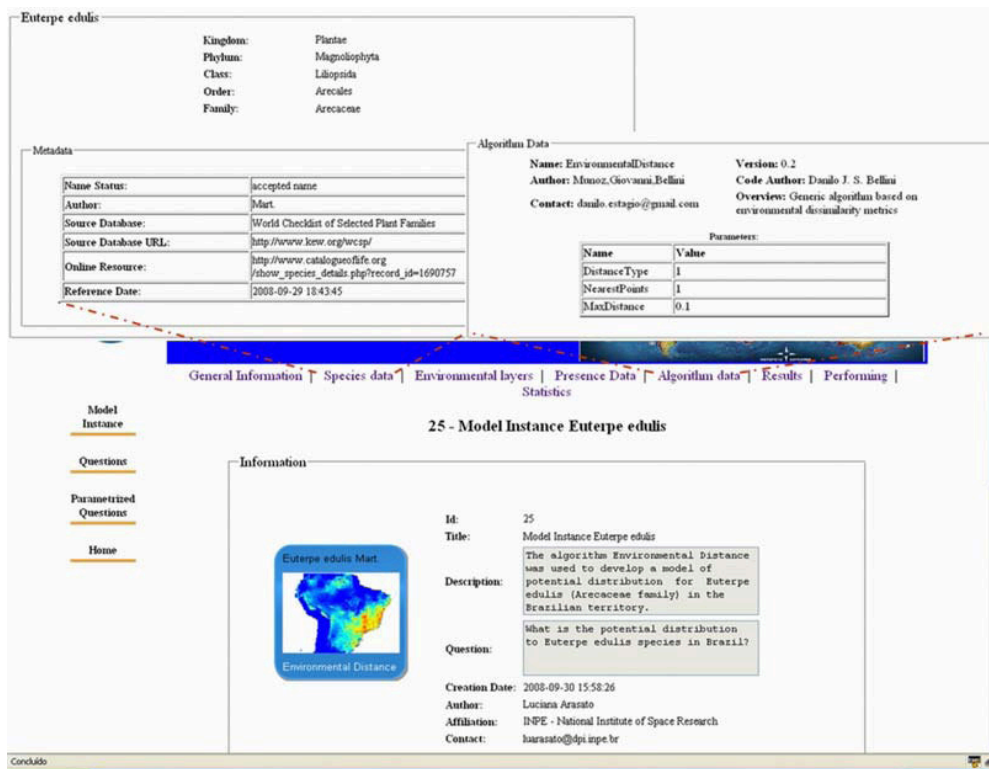 Euterpe edulis
Kingdom: Plantae
Phylum: Magnoliophyta
Class: Liliopsida
Order: Arecales
Family: Arecaceae
Metadata
Name Status: accepted name
Author: Mart.
Source Database: World Checklist of Selected Plant Families
Source Database URL: http://www.kew.org/wcsp/
Online Resource: http://www.catalogueoflife.org
/show_species_details.php?record_id=1690757
Reference Date: 2008-09-29 18:43:45
Algorithm Data
Name: EnvironmentalDistance Version: 0.2
Author: Munoz,Giovanni,Bellini Code Author: Danilo J. S. Bellini
Contact: danilo.estagio@gmail.com Overview: Generic algorithm based on
environmental dissimilarity metrics
Parameters:
Name Value
DistanceType 1
NearestPoints 1
MaxDistance 0.1
General Information | Species data | Environmental layers | Presence Data | Algorithm data | Results | Performing |
Statistics
Model
Instance
Questions
Parametrized
Questions
Home
25 - Model Instance Euterpe edulis
Information
Id: 25
Title: Model Instance Euterpe edulis
Description: The algorithm Environmental Distance
was used to develop a model of
potential distribution for Euterpe
edulis (Arecaceae family) in the
Brazilian territory.
Question: What is the potential distribution
to Euterpe edulis species in Brazil?
Creation Date: 2008-09-30 15:58:26
Author: Luciana Arasato
Affiliation: INPE - National Institute of Space Research
Contact: luarasato@dpi.inpe.br
Euterpe edulis Mart.
Environmental Distance
Concluído